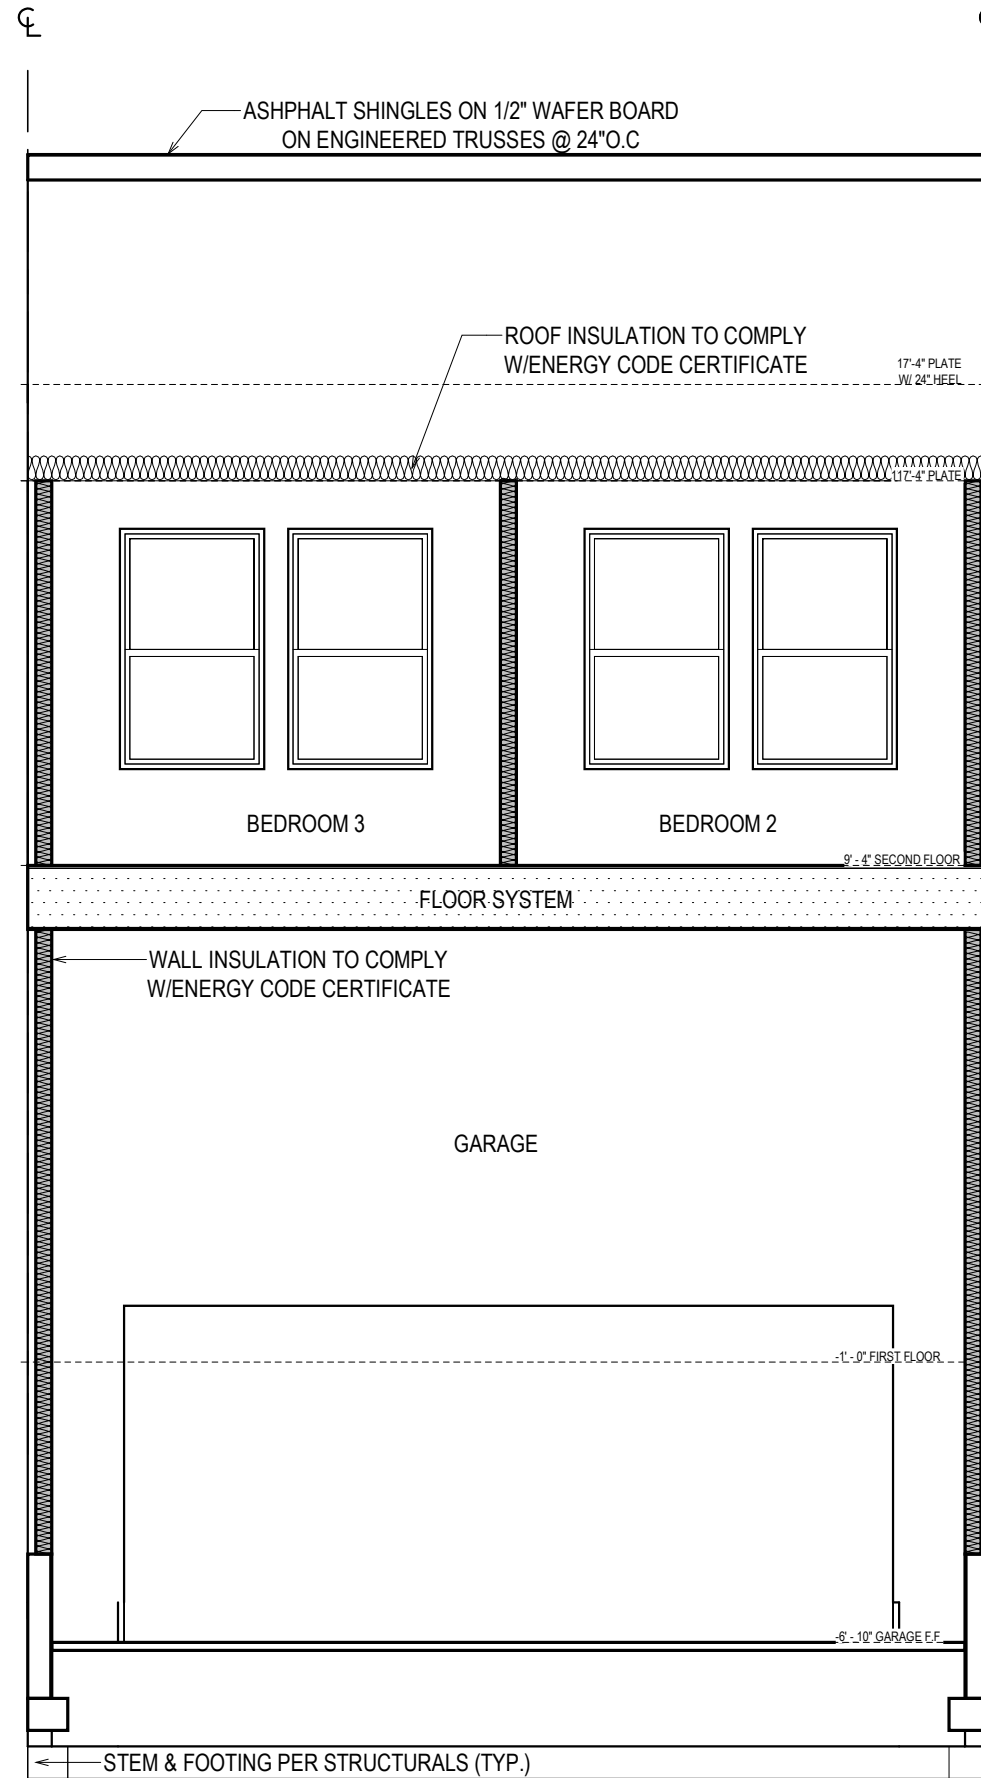 ℄
ASHPHALT SHINGLES ON 1/2" WAFER BOARD
ON ENGINEERED TRUSSES @ 24"O.C
ROOF INSULATION TO COMPLY
W/ENERGY CODE CERTIFICATE
17'-4" PLATE
W/ 24" HEEL
117'-4" PLATE
BEDROOM 3
BEDROOM 2
9' - 4" SECOND FLOOR
FLOOR SYSTEM
WALL INSULATION TO COMPLY
W/ENERGY CODE CERTIFICATE
GARAGE
-1' - 0" FIRST FLOOR
-6' - 10" GARAGE F.F
STEM & FOOTING PER STRUCTURALS (TYP.)